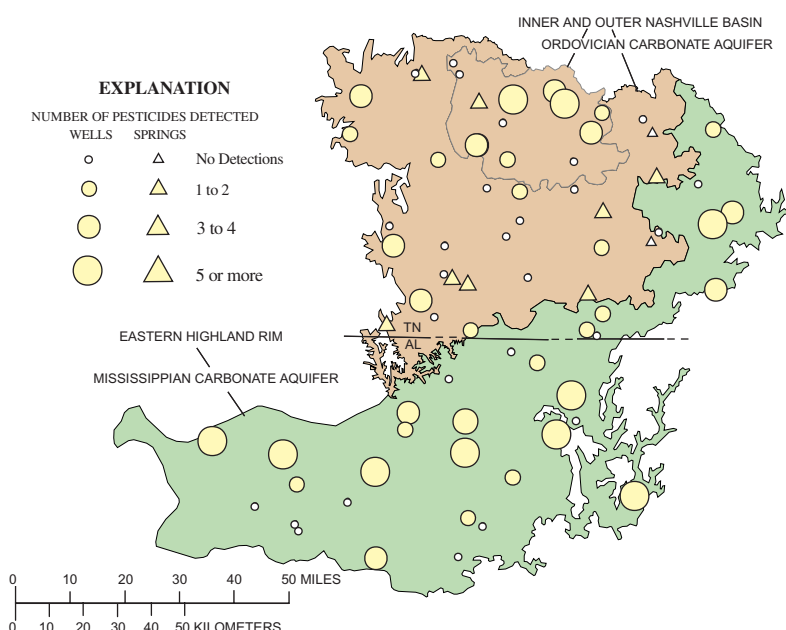 INNER AND OUTER NASHVILLE BASIN
ORDOVICIAN CARBONATE AQUIFER
EXPLANATION
NUMBER OF PESTICIDES DETECTED
WELLS SPRINGS
No Detections
1 to 2
3 to 4
5 or more
TN
AL
EASTERN HIGHLAND RIM
MISSISSIPPIAN CARBONATE AQUIFER
0 10 20 30 40 50 MILES
0 10 20 30 40 50 KILOMETERS